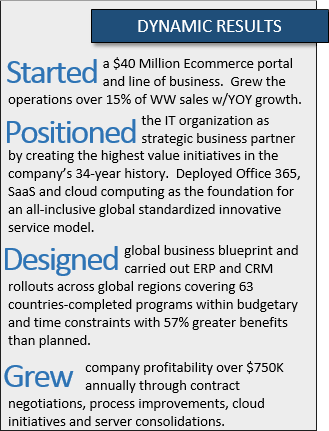 DYNAMIC RESULTS
Started a $40 Million Ecommerce portal
and line of business. Grew the
operations over 15% of WW sales w/YOY growth.
Positioned the IT organization as
strategic business partner
by creating the highest value initiatives in the
company's 34-year history. Deployed Office 365,
SaaS and cloud computing as the foundation for
an all-inclusive global standardized innovative
service model.
Designed global business blueprint and
carried out ERP and CRM
rollouts across global regions covering 63
countries-completed programs within budgetary
and time constraints with 57% greater benefits
than planned.
Grew company profitability over $750K
annually through contract
negotiations, process improvements, cloud
initiatives and server consolidations.